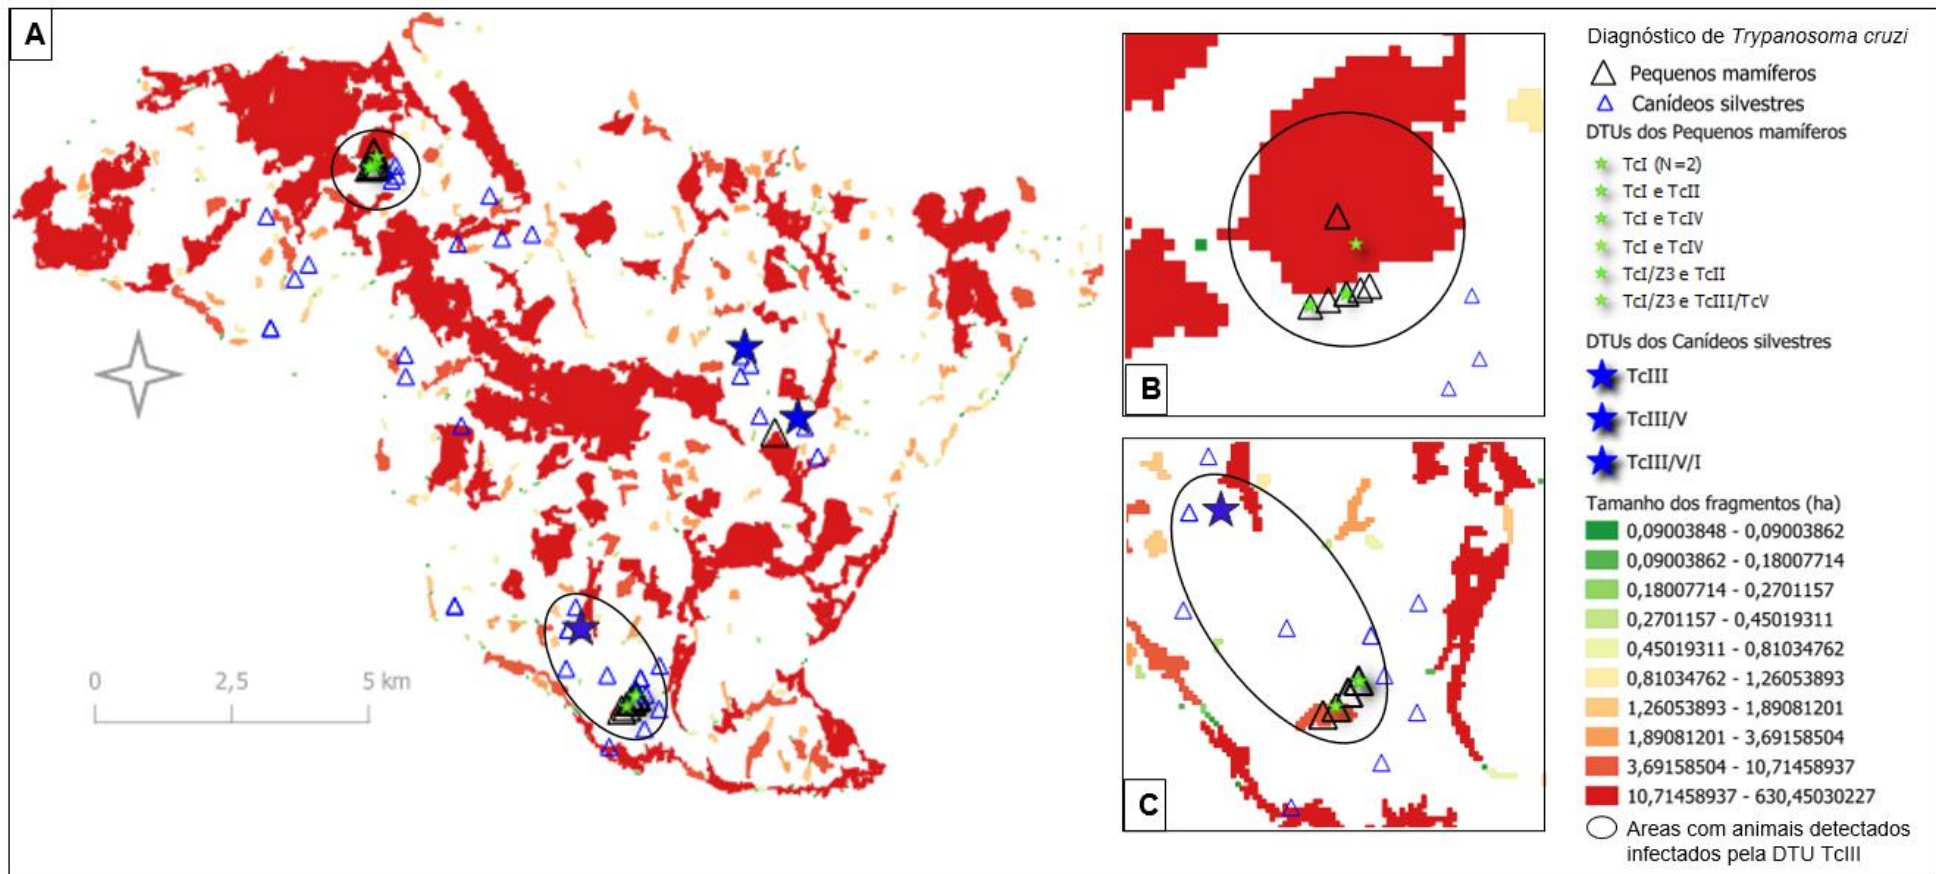 A
0
2,5
5 km
B
C
Diagnóstico de Trypanosoma cruzi
Pequenos mamíferos
Canídeos silvestres
DTUs dos Pequenos mamíferos
TcI (N=2)
TcI e TcII
TcI e TcIV
TcI e TcIV
TcI/Z3 e TcII
TcI/Z3 e TcIII/TcV
DTUs dos Canídeos silvestres
TcIII
TcIII/V
TcIII/V/I
Tamanho dos fragmentos (ha)
0,09003848 - 0,09003862
0,09003862 - 0,18007714
0,18007714 - 0,2701157
0,2701157 - 0,45019311
0,45019311 - 0,81034762
0,81034762 - 1,26053893
1,26053893 - 1,89081201
1,89081201 - 3,69158504
3,69158504 - 10,71458937
10,71458937 - 630,45030227
Areas com animais detectados
infectados pela DTU TcIII